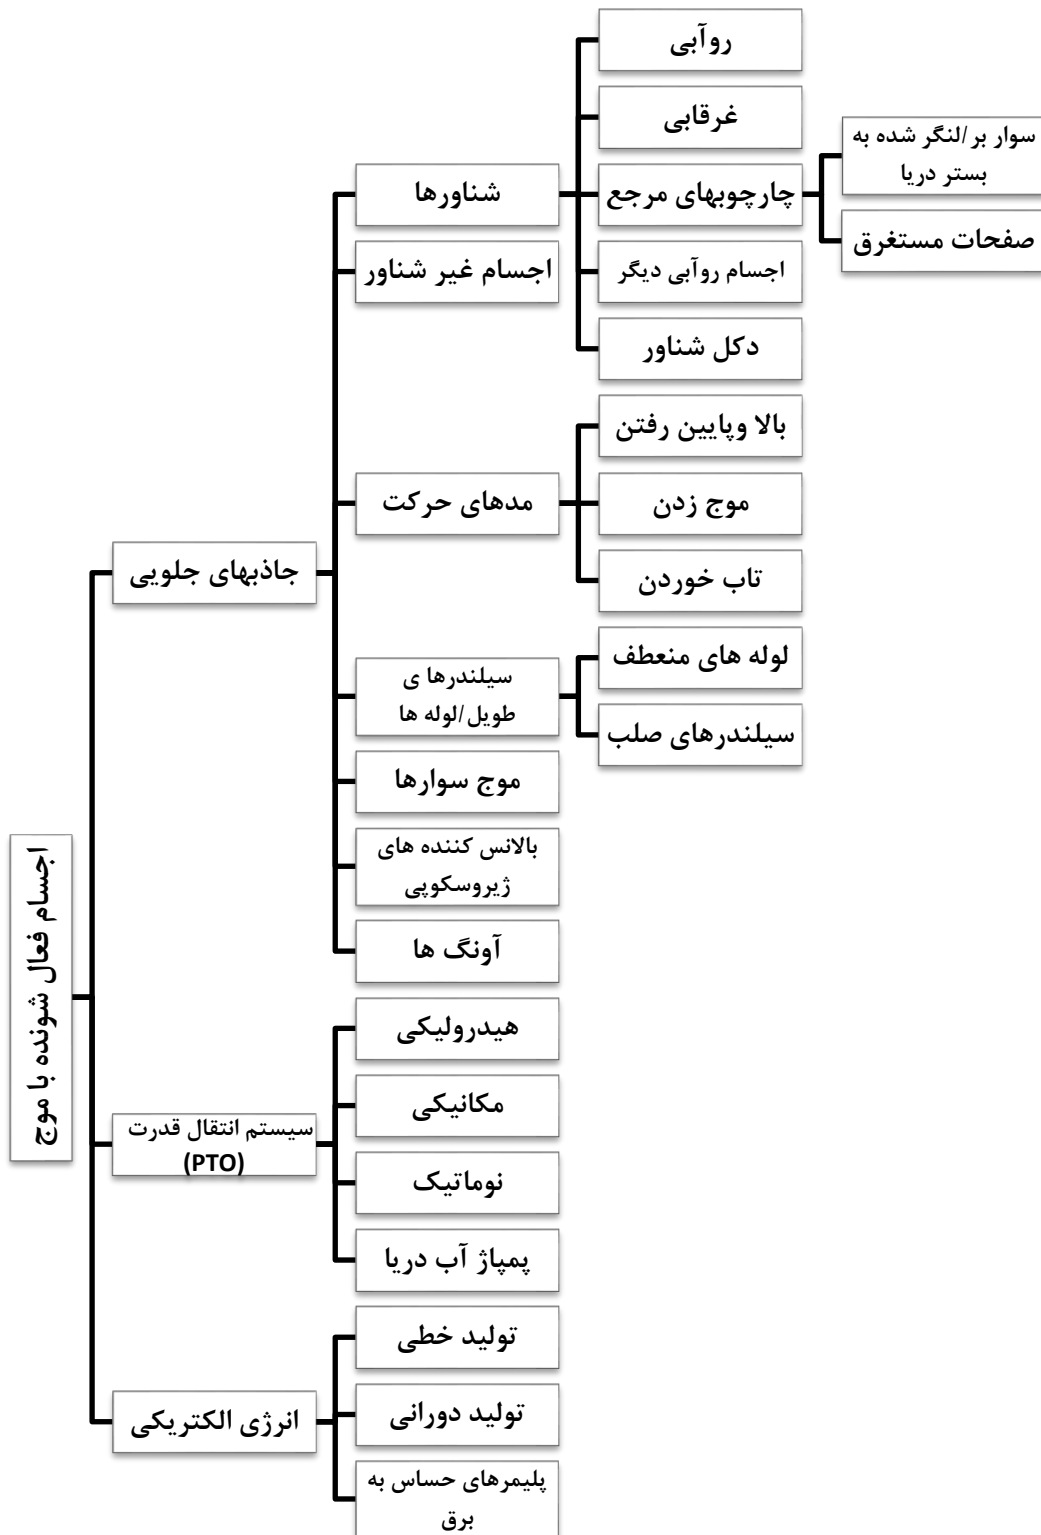 اجسام فعال شونده با موج
جاذبهای جلویی
شناورها
روآبی
غرقابی
چارچوبهای مرجع
سوار بر/لنگر شده به
بستر دریا
صفحات مستغرق
اجسام روآبی دیگر
دکل شناور
اجسام غیر شناور
مدهای حرکت
بالا وپایین رفتن
موج زدن
تاب خوردن
سیلندرها ی
طویل/لوله ها
لوله های منعطف
سیلندرهای صلب
موج سوارها
بالانس کننده های
ژیروسکوپی
آونگ ها
سیستم انتقال قدرت
(PTO)
هیدرولیکی
مکانیکی
نوماتیک
پمپاژ آب دریا
انرژی الکتریکی
تولید خطی
تولید دورانی
پلیمرهای حساس به
برق